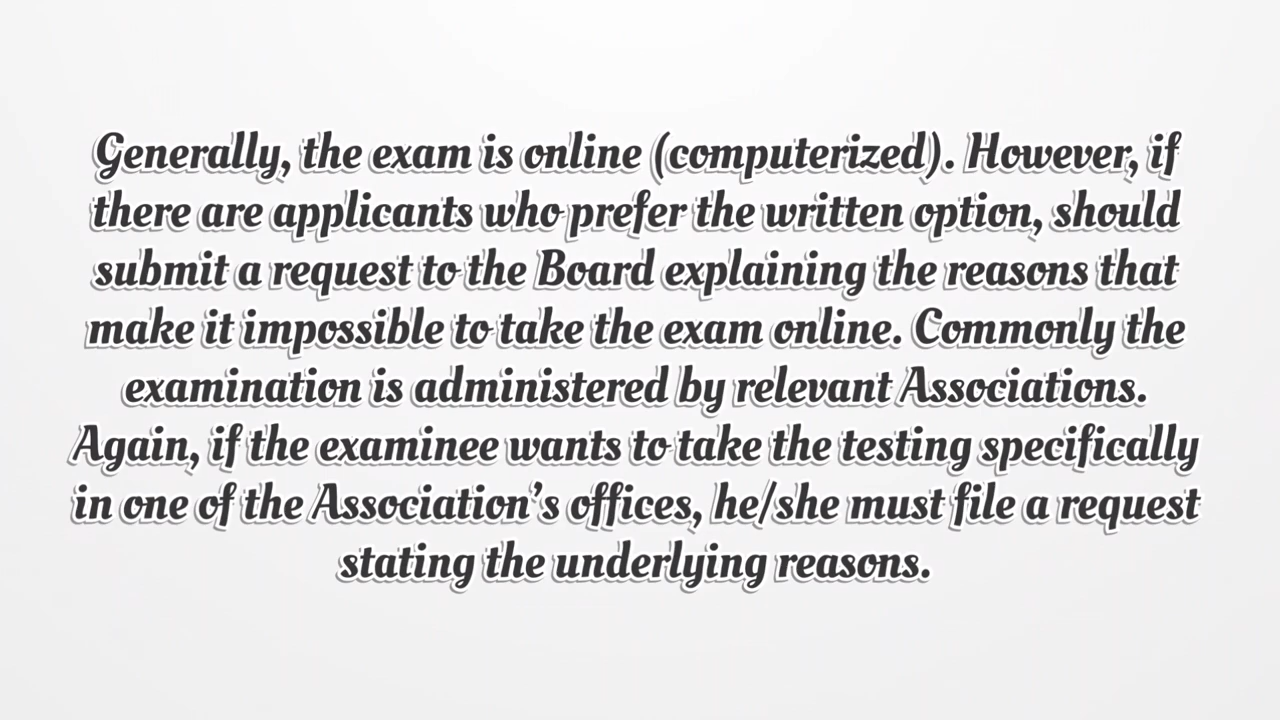 Generally, the exam is online (computerized). However, if
there are applicants who prefer the written option, should
submit a request to the Board explaining the reasons that
make it impossible to take the exam online. Commonly the
examination is administered by relevant Associations.
Again, if the examinee wants to take the testing specifically
in one of the Association’s offices, he/she must file a request
stating the underlying reasons.